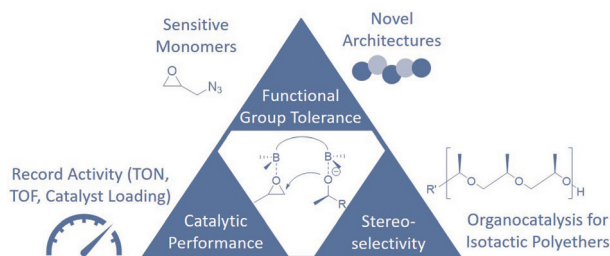 Sensitive
Monomers
O
N₃
Novel
Architectures
Functional
Group Tolerance
B
B
O
O
⊖
R
Record Activity (TON,
TOF, Catalyst Loading)
Catalytic
Performance
Stereo-
selectivity
R'
O
O
O
H
n
Organocatalysis for
Isotactic Polyethers